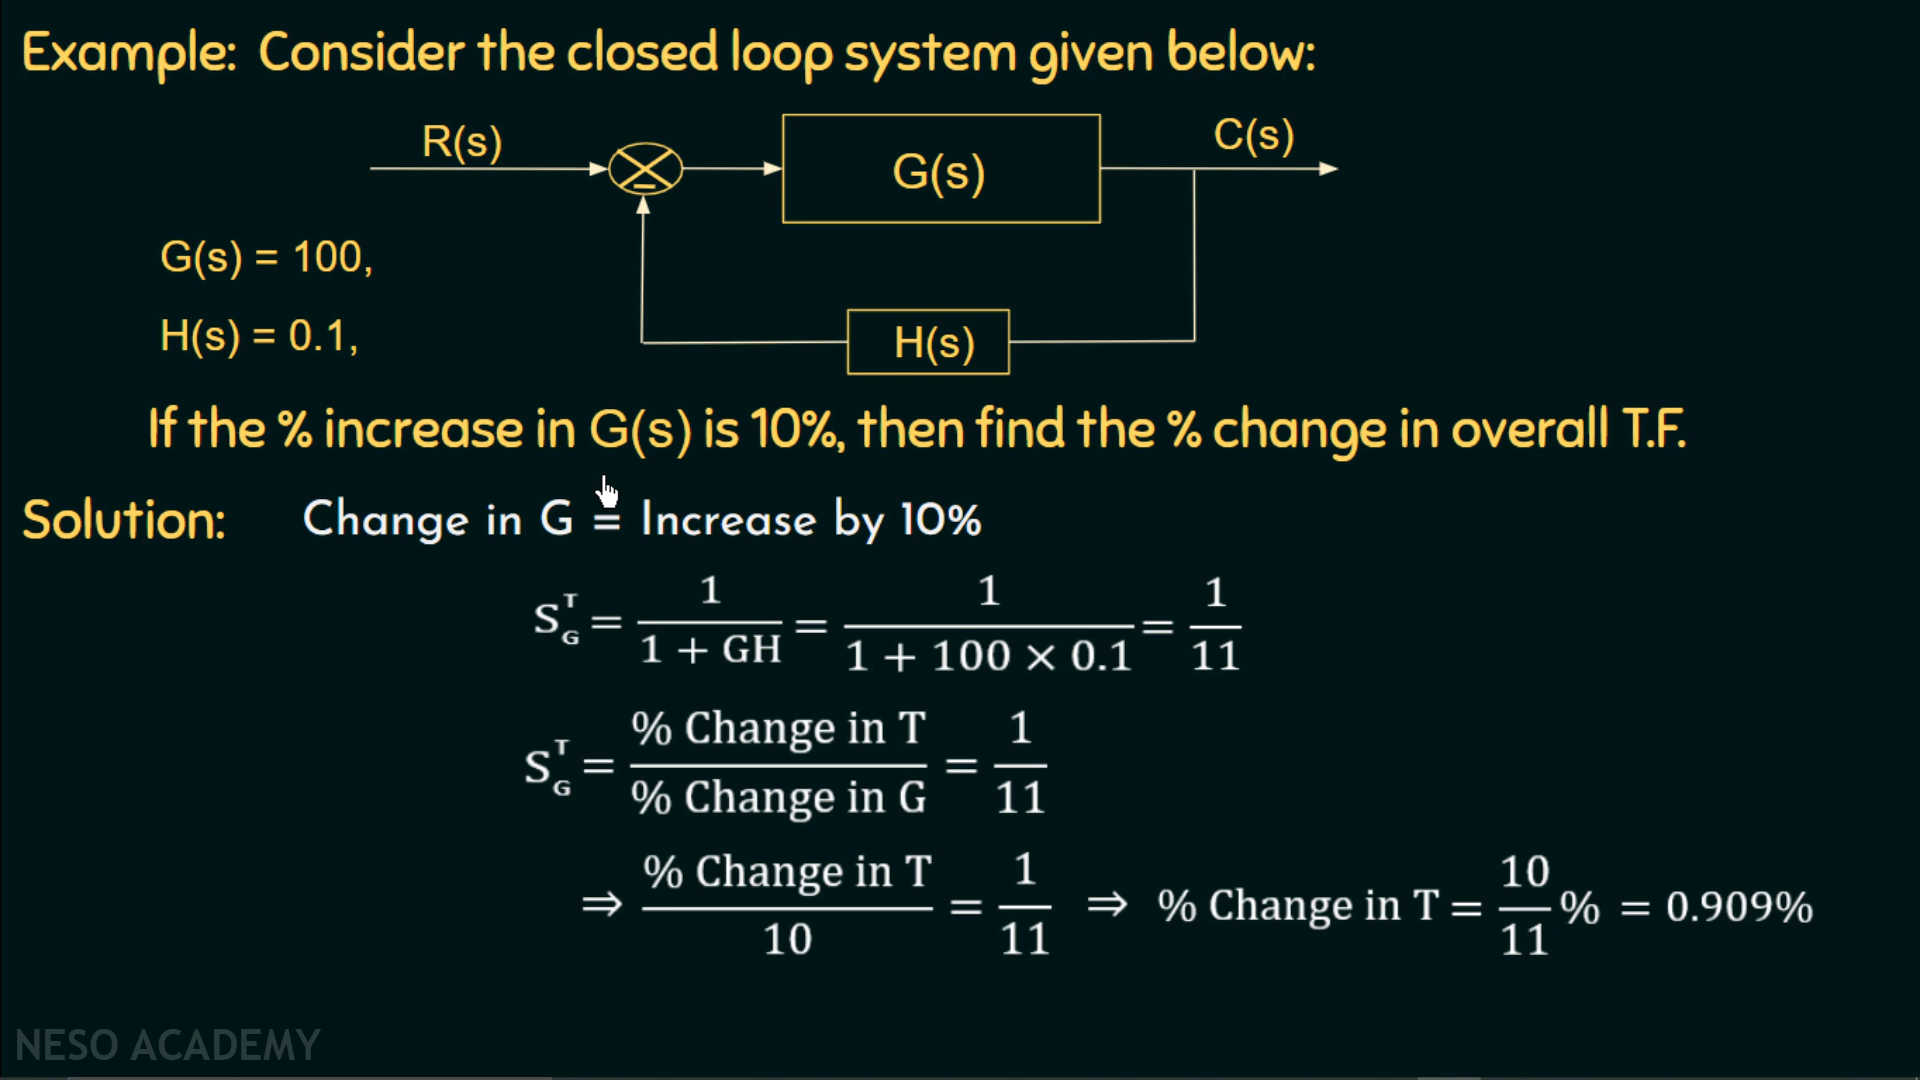 Example: Consider the closed loop system given below:
R(s)
G(s)
C(s)
G(s) = 100,
H(s) = 0.1,
H(s)
If the % increase in G(s) is 10%, then find the % change in overall T.F.
Solution: Change in G = Increase by 10%
S^T_G = 1/(1 + GH) = 1/(1 + 100 × 0.1) = 1/11
S^T_G = % Change in T/% Change in G = 1/11
⇒ % Change in T/10 = 1/11 ⇒ % Change in T = 10/11 % = 0.909%
NESO ACADEMY